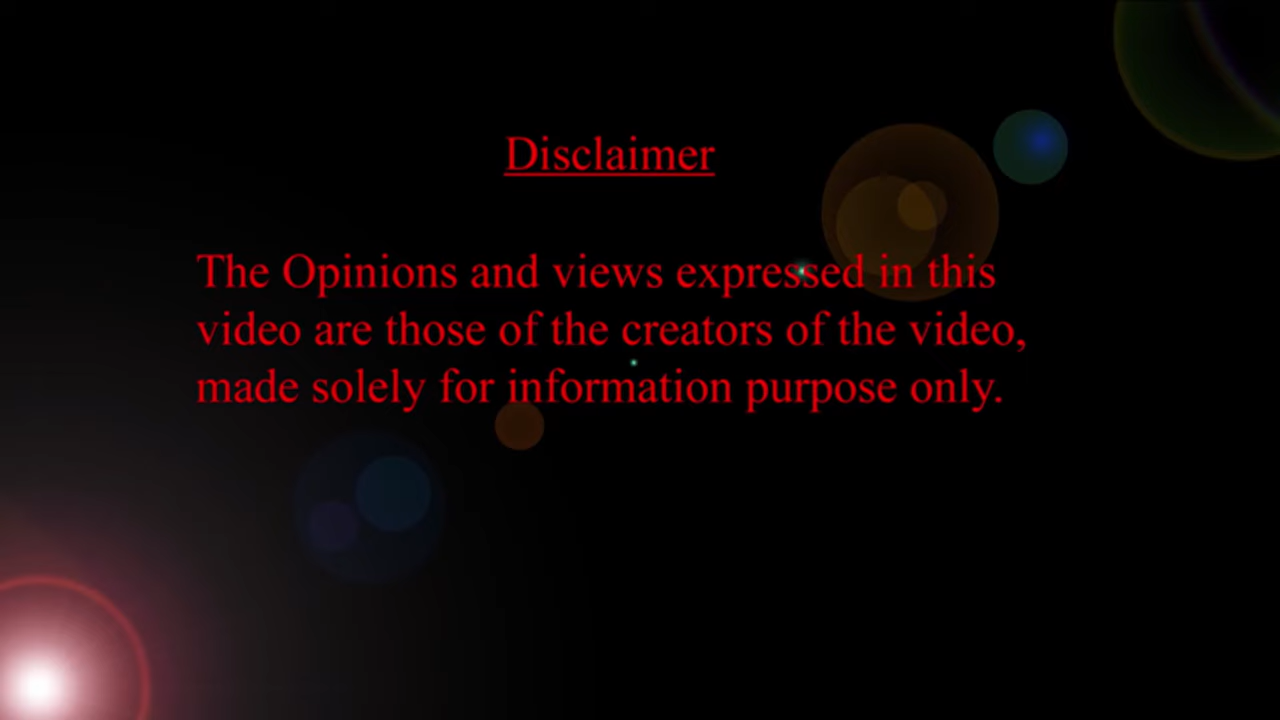 Disclaimer
The Opinions and views expressed in this
video are those of the creators of the video,
made solely for information purpose only.